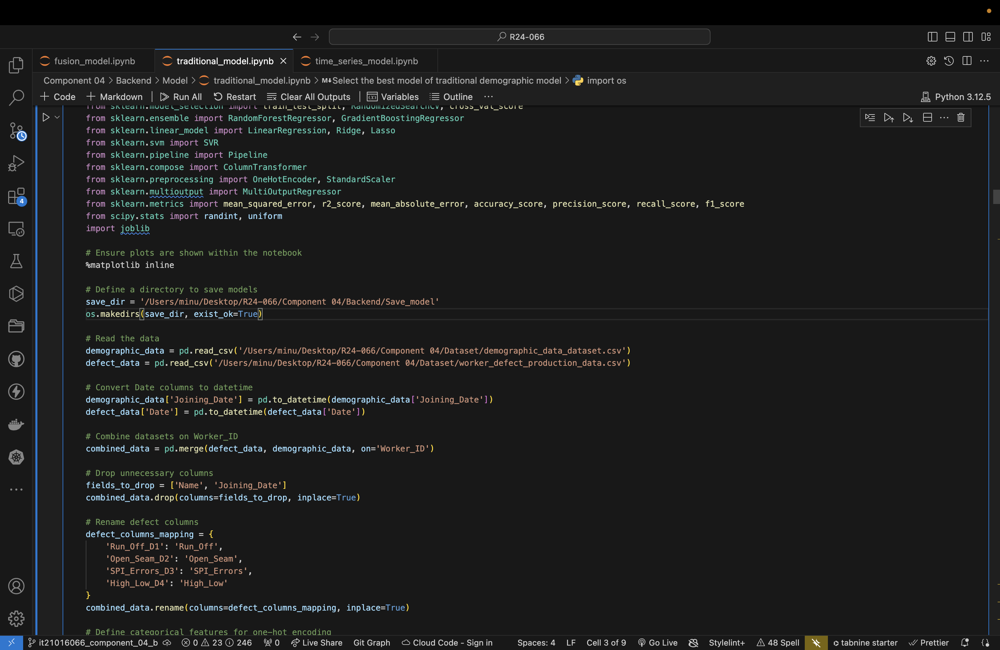 R24-066
fusion_model.ipynb
traditional_model.ipynb
time_series_model.ipynb
Component 04 > Backend > Model > traditional_model.ipynb > M↓Select the best model of traditional demographic model > import os
+ Code + Markdown | Run All Restart Clear All Outputs | Variables Outline ...
Python 3.12.5
from sklearn.model_selection import train_test_split, RandomizedSearchCV, cross_val_score
from sklearn.ensemble import RandomForestRegressor, GradientBoostingRegressor
from sklearn.linear_model import LinearRegression, Ridge, Lasso
from sklearn.svm import SVR
from sklearn.pipeline import Pipeline
from sklearn.compose import ColumnTransformer
from sklearn.preprocessing import OneHotEncoder, StandardScaler
from sklearn.multioutput import MultiOutputRegressor
from sklearn.metrics import mean_squared_error, r2_score, mean_absolute_error, accuracy_score, precision_score, recall_score, f1_score
from scipy.stats import randint, uniform
import joblib
# Ensure plots are shown within the notebook
%matplotlib inline
# Define a directory to save models
save_dir = '/Users/minu/Desktop/R24-066/Component 04/Backend/Save_model'
os.makedirs(save_dir, exist_ok=True)
# Read the data
demographic_data = pd.read_csv('/Users/minu/Desktop/R24-066/Component 04/Dataset/demographic_data_dataset.csv')
defect_data = pd.read_csv('/Users/minu/Desktop/R24-066/Component 04/Dataset/worker_defect_production_data.csv')
# Convert Date columns to datetime
demographic_data['Joining_Date'] = pd.to_datetime(demographic_data['Joining_Date'])
defect_data['Date'] = pd.to_datetime(defect_data['Date'])
# Combine datasets on Worker_ID
combined_data = pd.merge(defect_data, demographic_data, on='Worker_ID')
# Drop unnecessary columns
fields_to_drop = ['Name', 'Joining_Date']
combined_data.drop(columns=fields_to_drop, inplace=True)
# Rename defect columns
defect_columns_mapping = {
'Run_Off_D1': 'Run_Off',
'Open_Seam_D2': 'Open_Seam',
'SPI_Errors_D3': 'SPI_Errors',
'High_Low_D4': 'High_Low'
}
combined_data.rename(columns=defect_columns_mapping, inplace=True)
# Define categorical features for one-hot encoding
4
it21016066_component_04_b 0 23 246 0 Live Share Git Graph Cloud Code - Sign in Spaces: 4 LF Cell 3 of 9 Go Live Stylelint+ 48 Spell tabnine starter Prettier